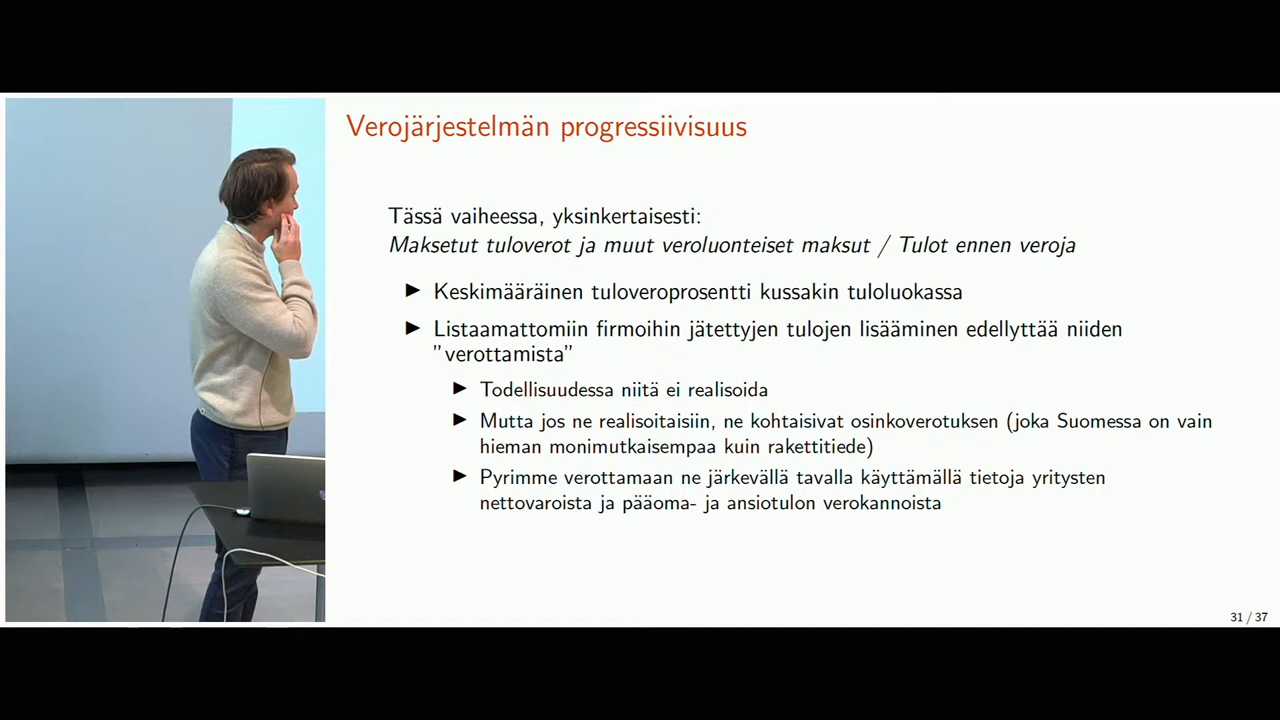 Verojärjestelmän progressiivisuus
Tässä vaiheessa, yksinkertaisesti:
Maksetut tuloverot ja muut veroluonteiset maksut / Tulot ennen veroja
▶ Keskimääräinen tuloveroprosentti kussakin tuloluokassa
▶ Listaamattomiin firmoihin jätettyjen tulojen lisääminen edellyttää niiden
"verottamista"
▶ Todellisuudessa niitä ei realisoida
▶ Mutta jos ne realisoitaisiin, ne kohtaisivat osinkoverotuksen (joka Suomessa on vain
hieman monimutkaisempaa kuin rakettitiede)
▶ Pyrimme verottamaan ne järkevällä tavalla käyttämällä tietoja yritysten
nettovaroista ja pääoma- ja ansiotulon verokannoista
31 / 37